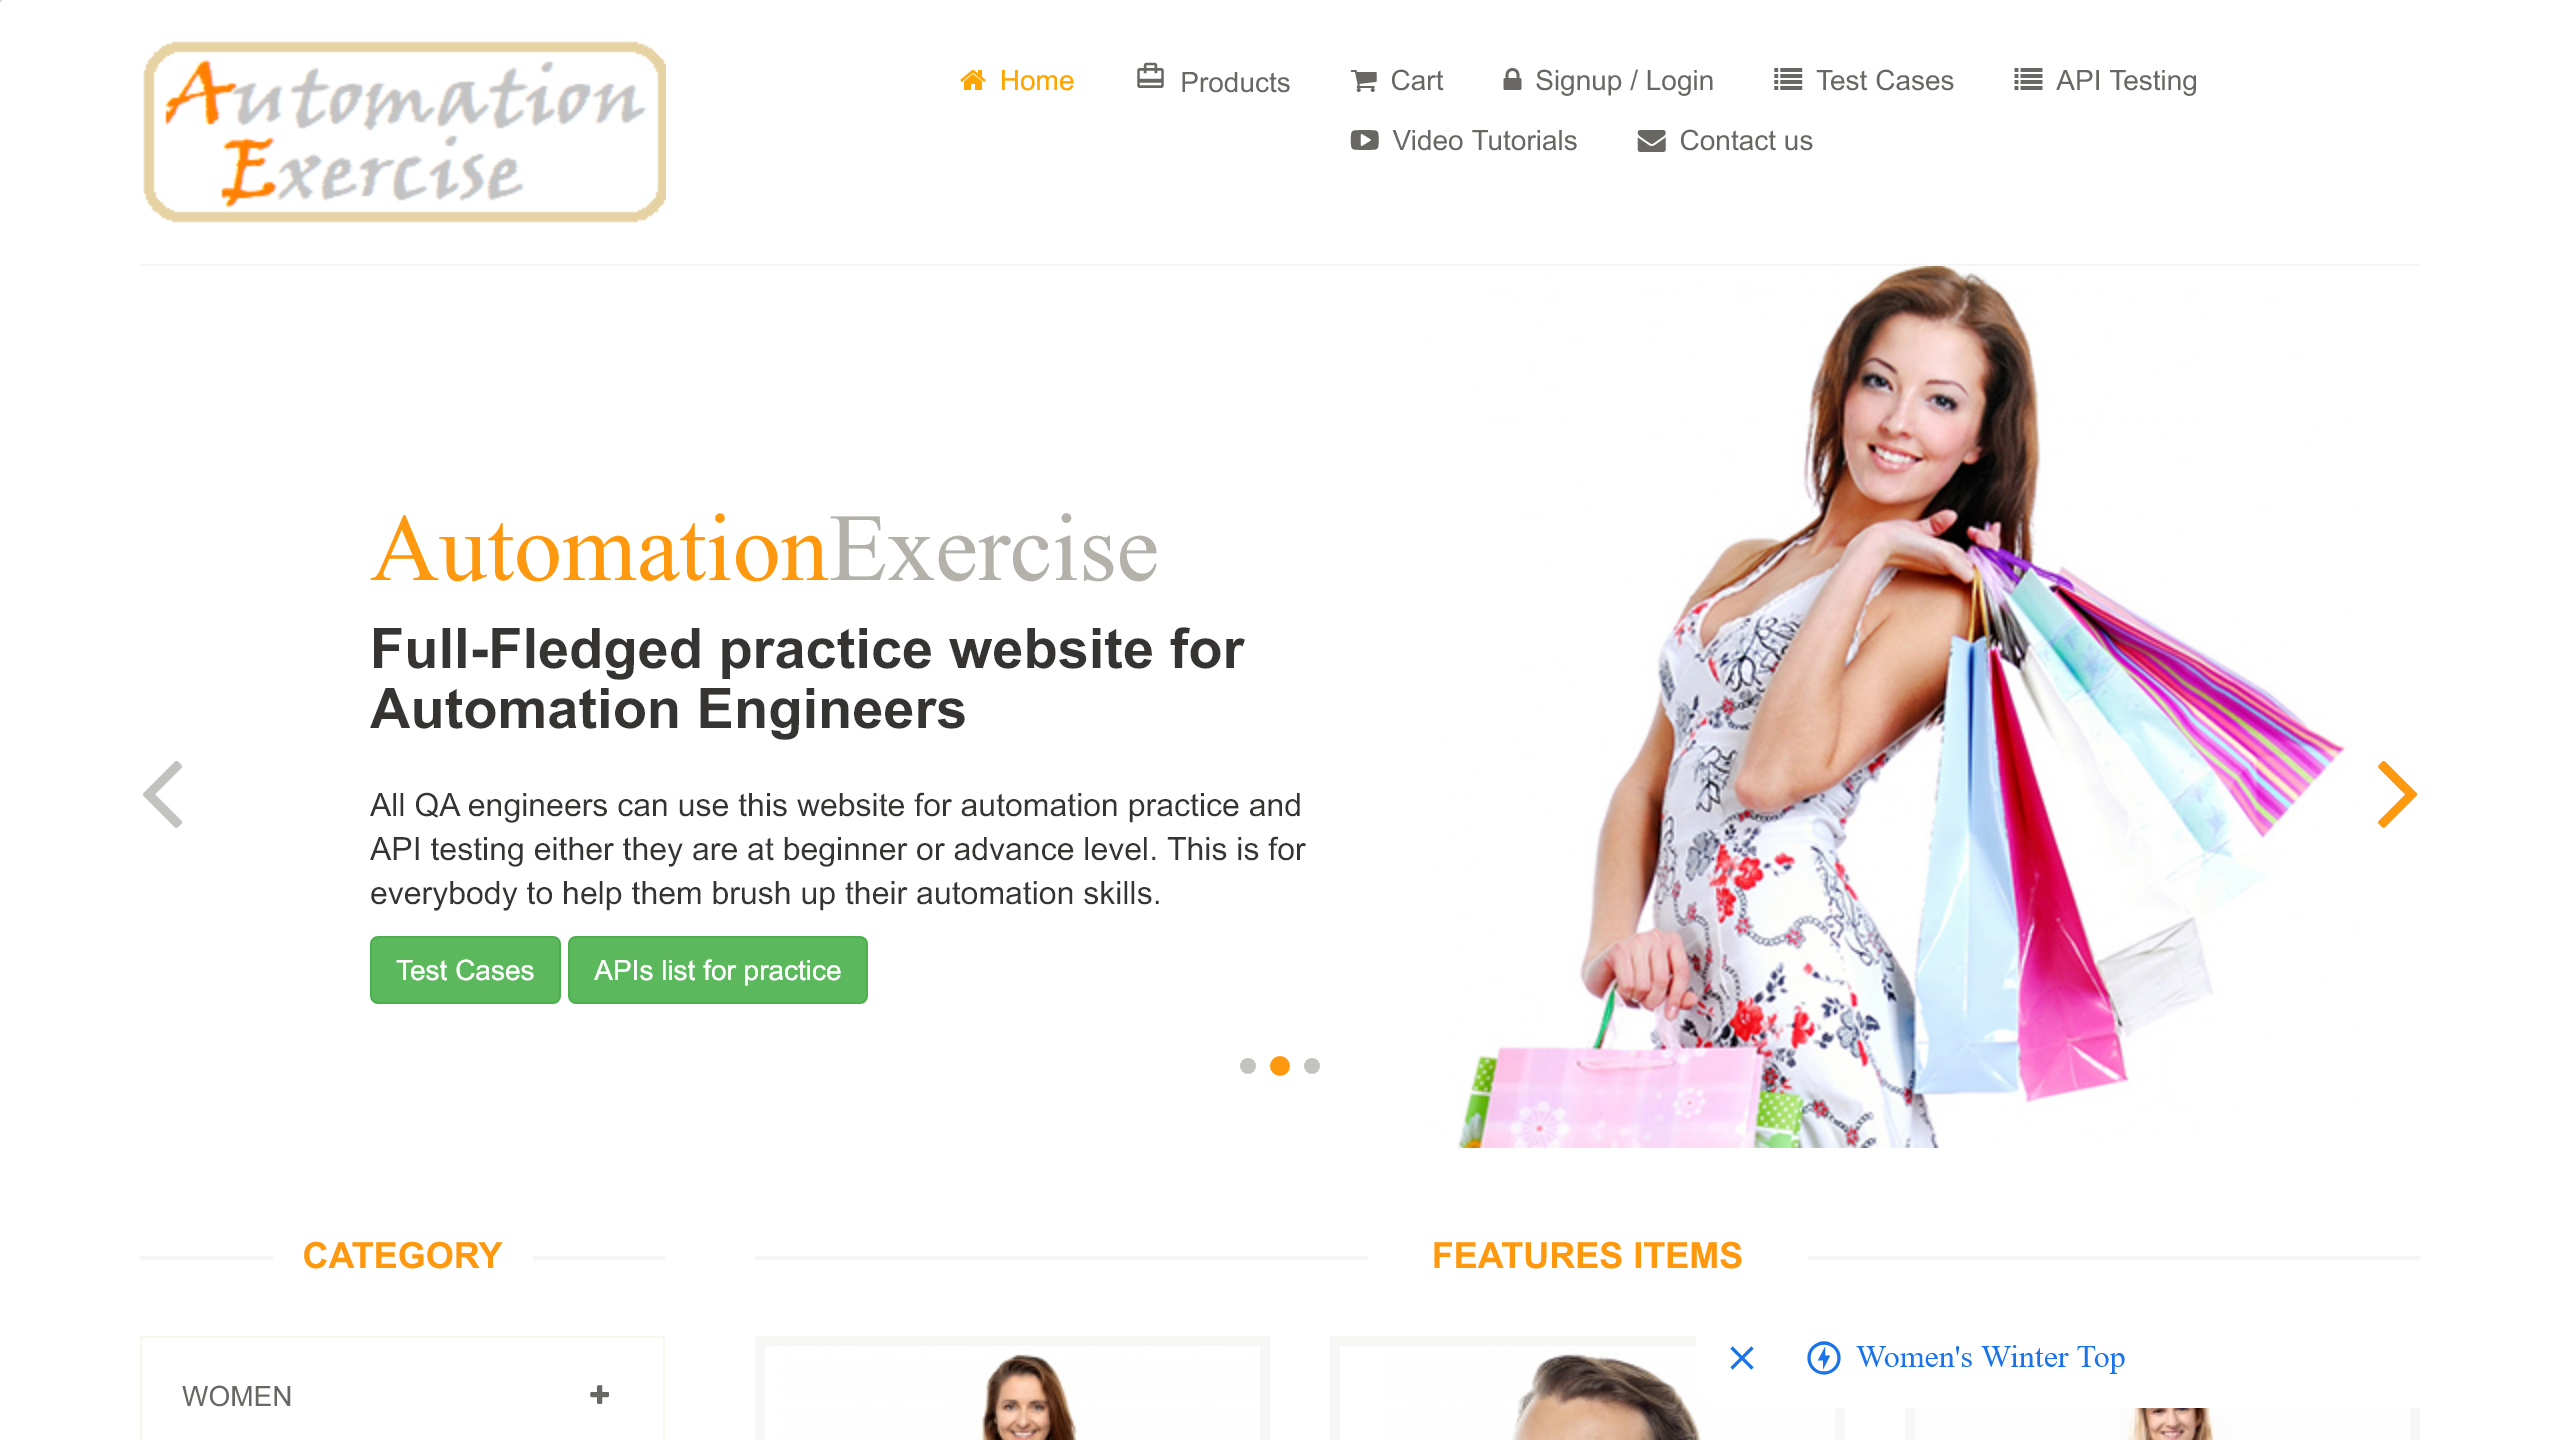 Automation
Exercise
Home
Products
Cart
Signup / Login
Test Cases
API Testing
Video Tutorials
Contact us
AutomationExercise
Full-Fledged practice website for
Automation Engineers
All QA engineers can use this website for automation practice and
API testing either they are at beginner or advance level. This is for
everybody to help them brush up their automation skills.
Test Cases
APIs list for practice
CATEGORY
FEATURES ITEMS
Women's Winter Top
WOMEN